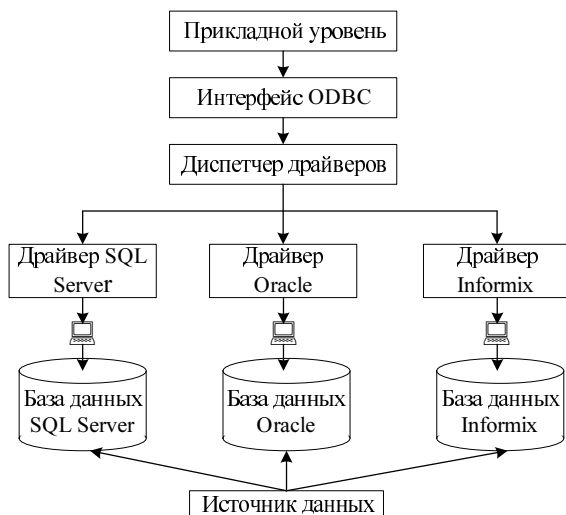 Прикладной уровень
Интерфейс ODBC
Диспетчер драйверов
Драйвер SQL
Server
Драйвер
Oracle
Драйвер
Informix
База данных
SQL Server
База данных
Oracle
База данных
Informix
Источник данных